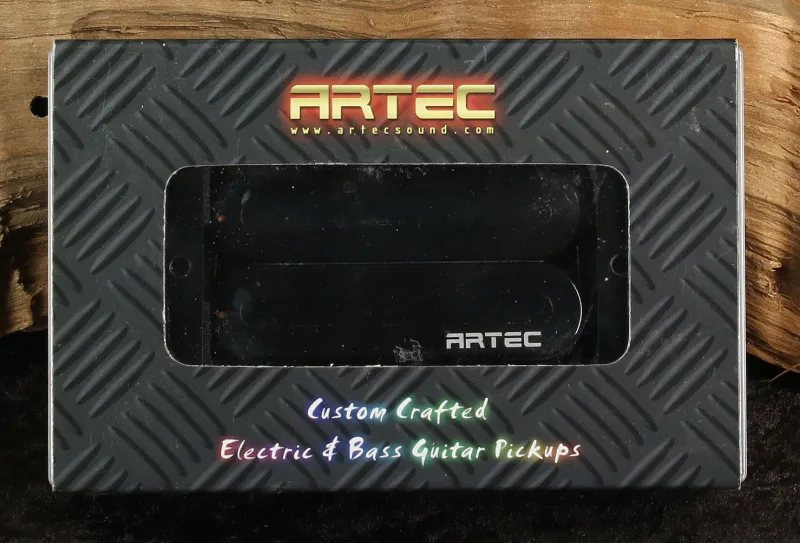 ARTEC
www.artecsound.com
ARTEC
Custom Crafted
Electric & Bass Guitar Pickups